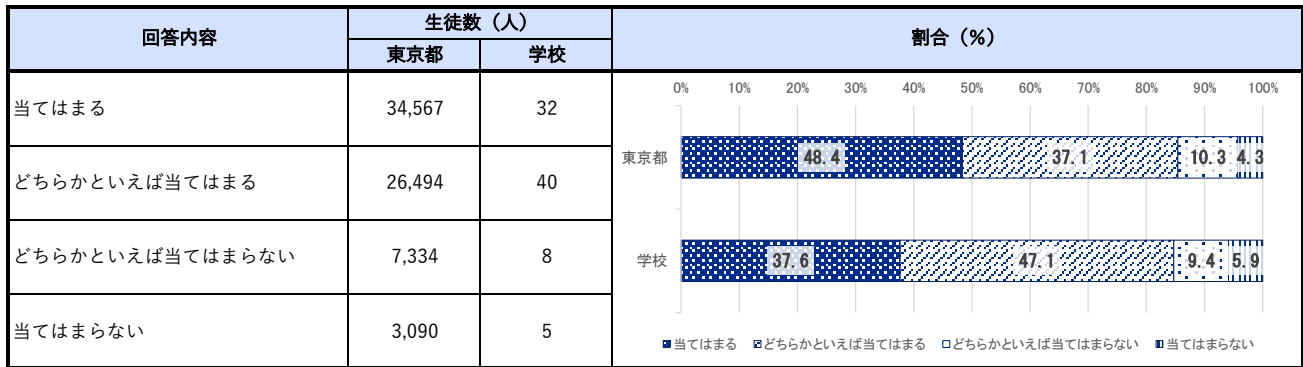 回答内容
生徒数（人）
割合（%）
東京都 学校
当てはまる 34,567 32
どちらかといえば当てはまる 26,494 40
どちらかといえば当てはまらない 7,334 8
当てはまらない 3,090 5
0% 10% 20% 30% 40% 50% 60% 70% 80% 90% 100%
東京都 48.4 37.1 10.3 4.3
学校 37.6 47.1 9.4 5.9
当てはまる どちらかといえば当てはまる どちらかといえば当てはまらない 当てはまらない